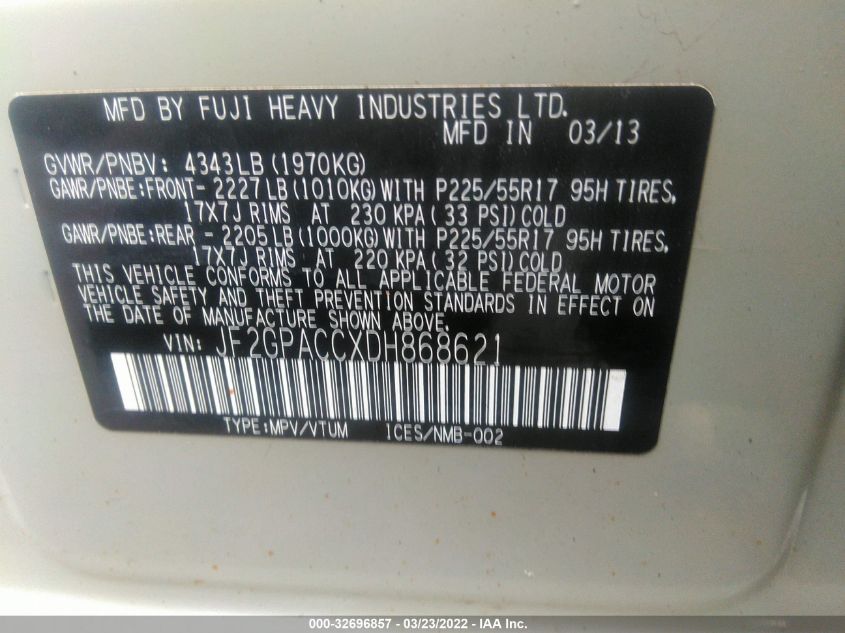 MFD BY FUJI HEAVY INDUSTRIES LTD.
MFD IN 03/13
GVWR/PNBV: 4343LB(1970KG)
GAWR/PNBE:FRONT- 2227LB(1010KG)WITH P225/55R17 95H TIRES,
17X7J RIMS AT 230 KPA( 33 PSI)COLD
GAWR/PNBE:REAR - 2205LB(1000KG)WITH P225/55R17 95H TIRES,
17X7J RIMS AT 220 KPA( 32 PSI)COLD
THIS VEHICLE CONFORMS TO ALL APPLICABLE FEDERAL MOTOR
VEHICLE SAFETY AND THEFT PREVENTION STANDARDS IN EFFECT ON
THE DATE OF MANUFACTURE SHOWN ABOVE.
VIN: JF2GPACCXDH868621
TYPE:MPV/VTUM ICES/NMB-002
000-32696857 - 03/23/2022 - IAA Inc.